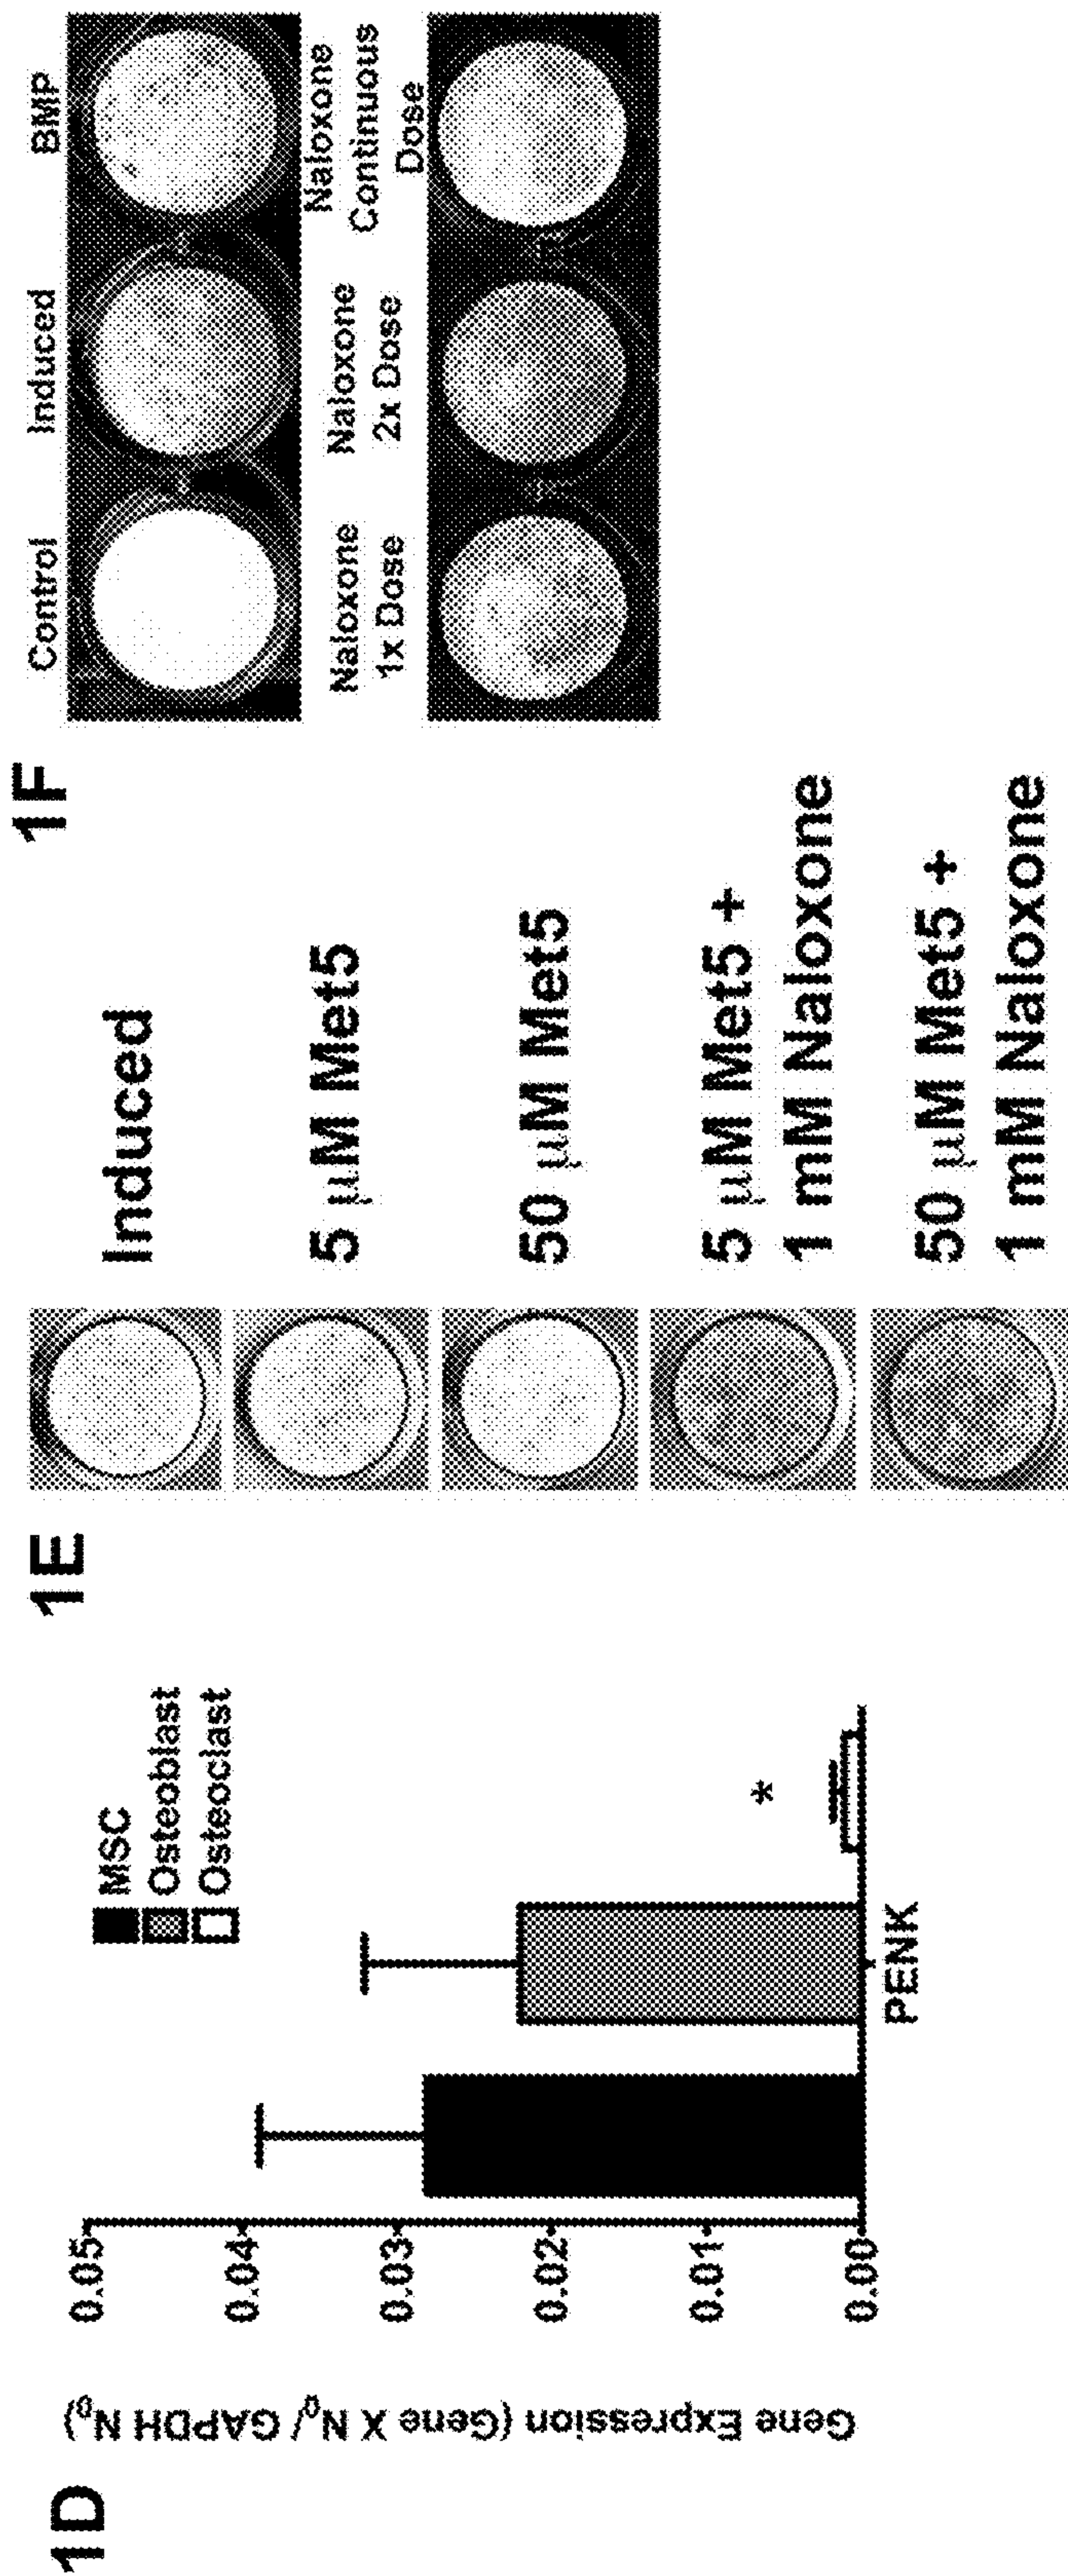 1D
Gene Expression (Gene X N₀/ GAPDH N₀)
0.05
0.04
0.03
0.02
0.01
0.00
MSC
Osteoblast
Osteoclast
*
PENK
1E
Induced
5 μM Met5
50 μM Met5
5 μM Met5 +
1 mM Naloxone
50 μM Met5 +
1 mM Naloxone
1F
Control
Induced
BMP
Naloxone
1x Dose
Naloxone
2x Dose
Naloxone
Continuous
Dose